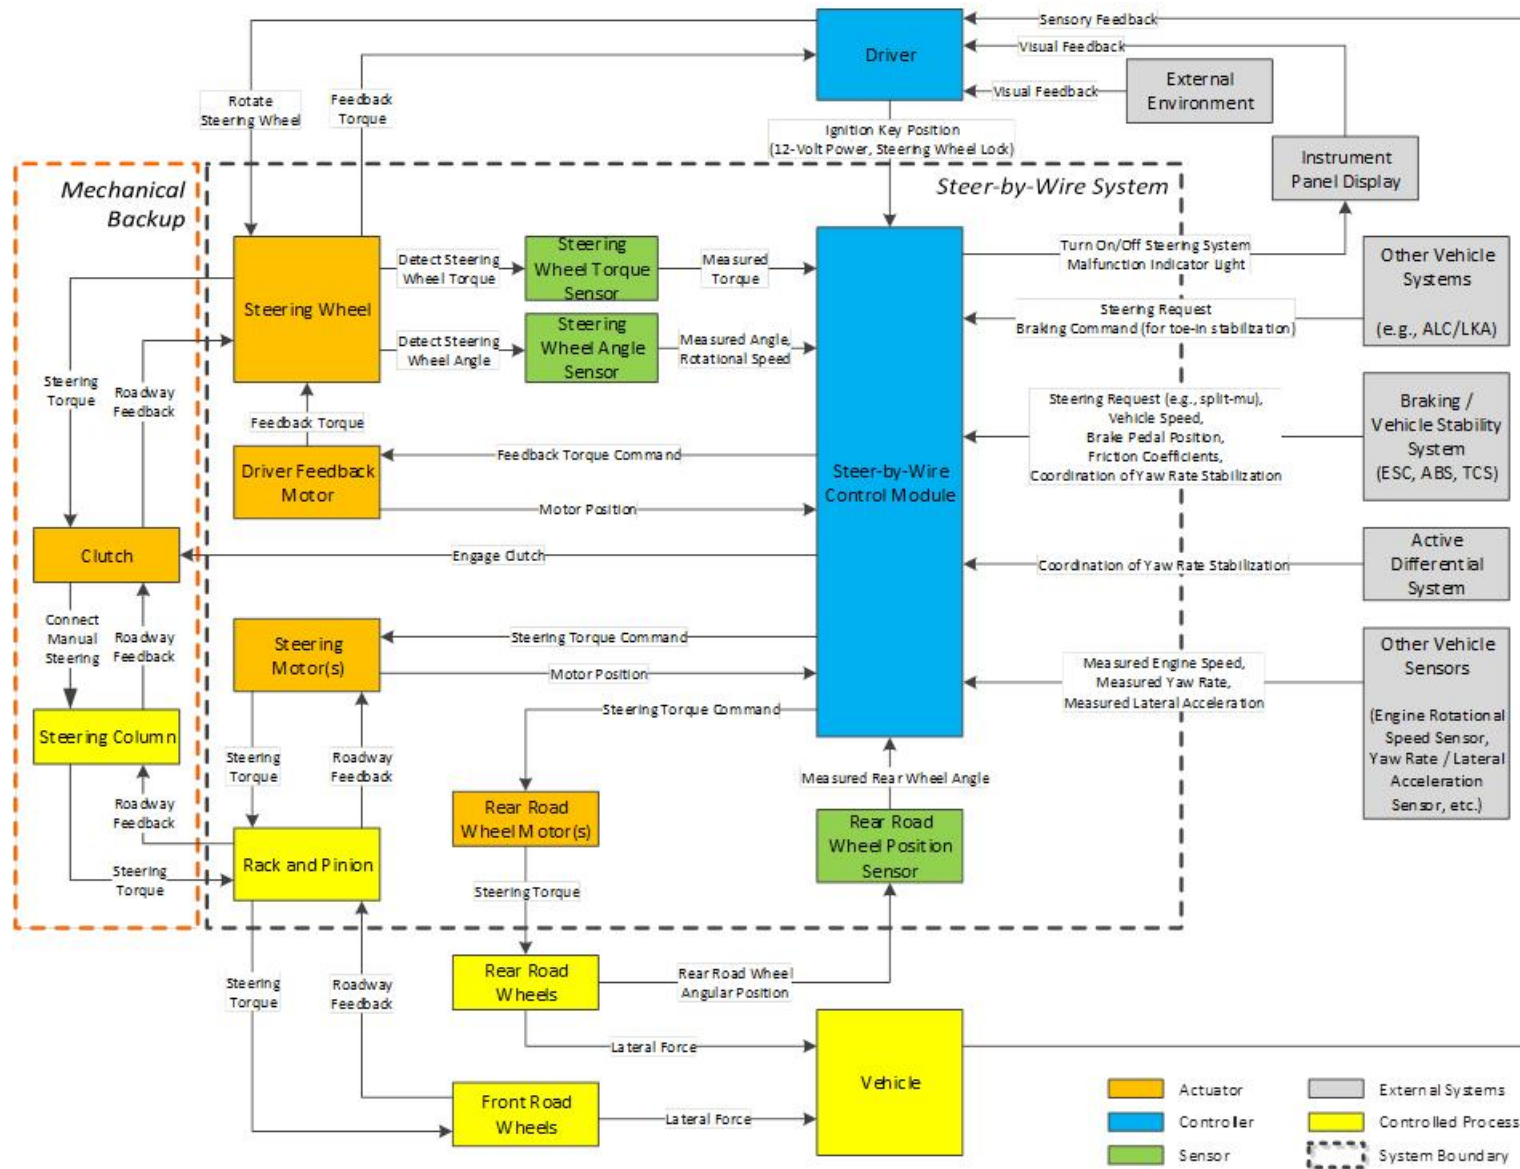 Sensory Feedback
Driver
Visual Feedback
External
Environment
Visual Feedback
Rotate
Steering Wheel
Feedback
Torque
Ignition Key Position
(12-Volt Power, Steering Wheel Lock)
Instrument
Panel Display
Mechanical
Backup
Steer-by-Wire System
Steering Wheel
Detect Steering
Wheel Torque
Steering
Wheel Torque
Sensor
Measured
Torque
Turn On/Off Steering System
Malfunction Indicator Light
Other Vehicle
Systems
(e.g., ALC/LKA)
Steering Request
Braking Command (for toe-in stabilization)
Detect Steering
Wheel Angle
Steering
Wheel Angle
Sensor
Measured Angle,
Rotational Speed
Steering
Torque
Roadway
Feedback
Feedback Torque
Driver Feedback
Motor
Feedback Torque Command
Motor Position
Steer-by-Wire
Control Module
Steering Request (e.g., split-mu),
Vehicle Speed,
Brake Pedal Position,
Friction Coefficients,
Coordination of Yaw Rate Stabilization
Braking /
Vehicle Stability
System
(ESC, ABS, TCS)
Clutch
Engage Clutch
Coordination of Yaw Rate Stabilization
Active
Differential
System
Connect
Manual
Steering
Roadway
Feedback
Steering
Motor(s)
Steering Torque Command
Motor Position
Steering Torque Command
Measured Engine Speed,
Measured Yaw Rate,
Measured Lateral Acceleration
Other Vehicle
Sensors
(Engine Rotational
Speed Sensor,
Yaw Rate / Lateral
Acceleration
Sensor, etc.)
Steering Column
Steering
Torque
Roadway
Feedback
Measured Rear Wheel Angle
Roadway
Feedback
Rear Road
Wheel Motor(s)
Rear Road
Wheel Position
Sensor
Rack and Pinion
Steering
Torque
Steering Torque
Steering
Torque
Roadway
Feedback
Rear Road
Wheels
Rear Road Wheel
Angular Position
Lateral Force
Vehicle
Front Road
Wheels
Lateral Force
Actuator
Controller
Sensor
External Systems
Controlled Process
System Boundary